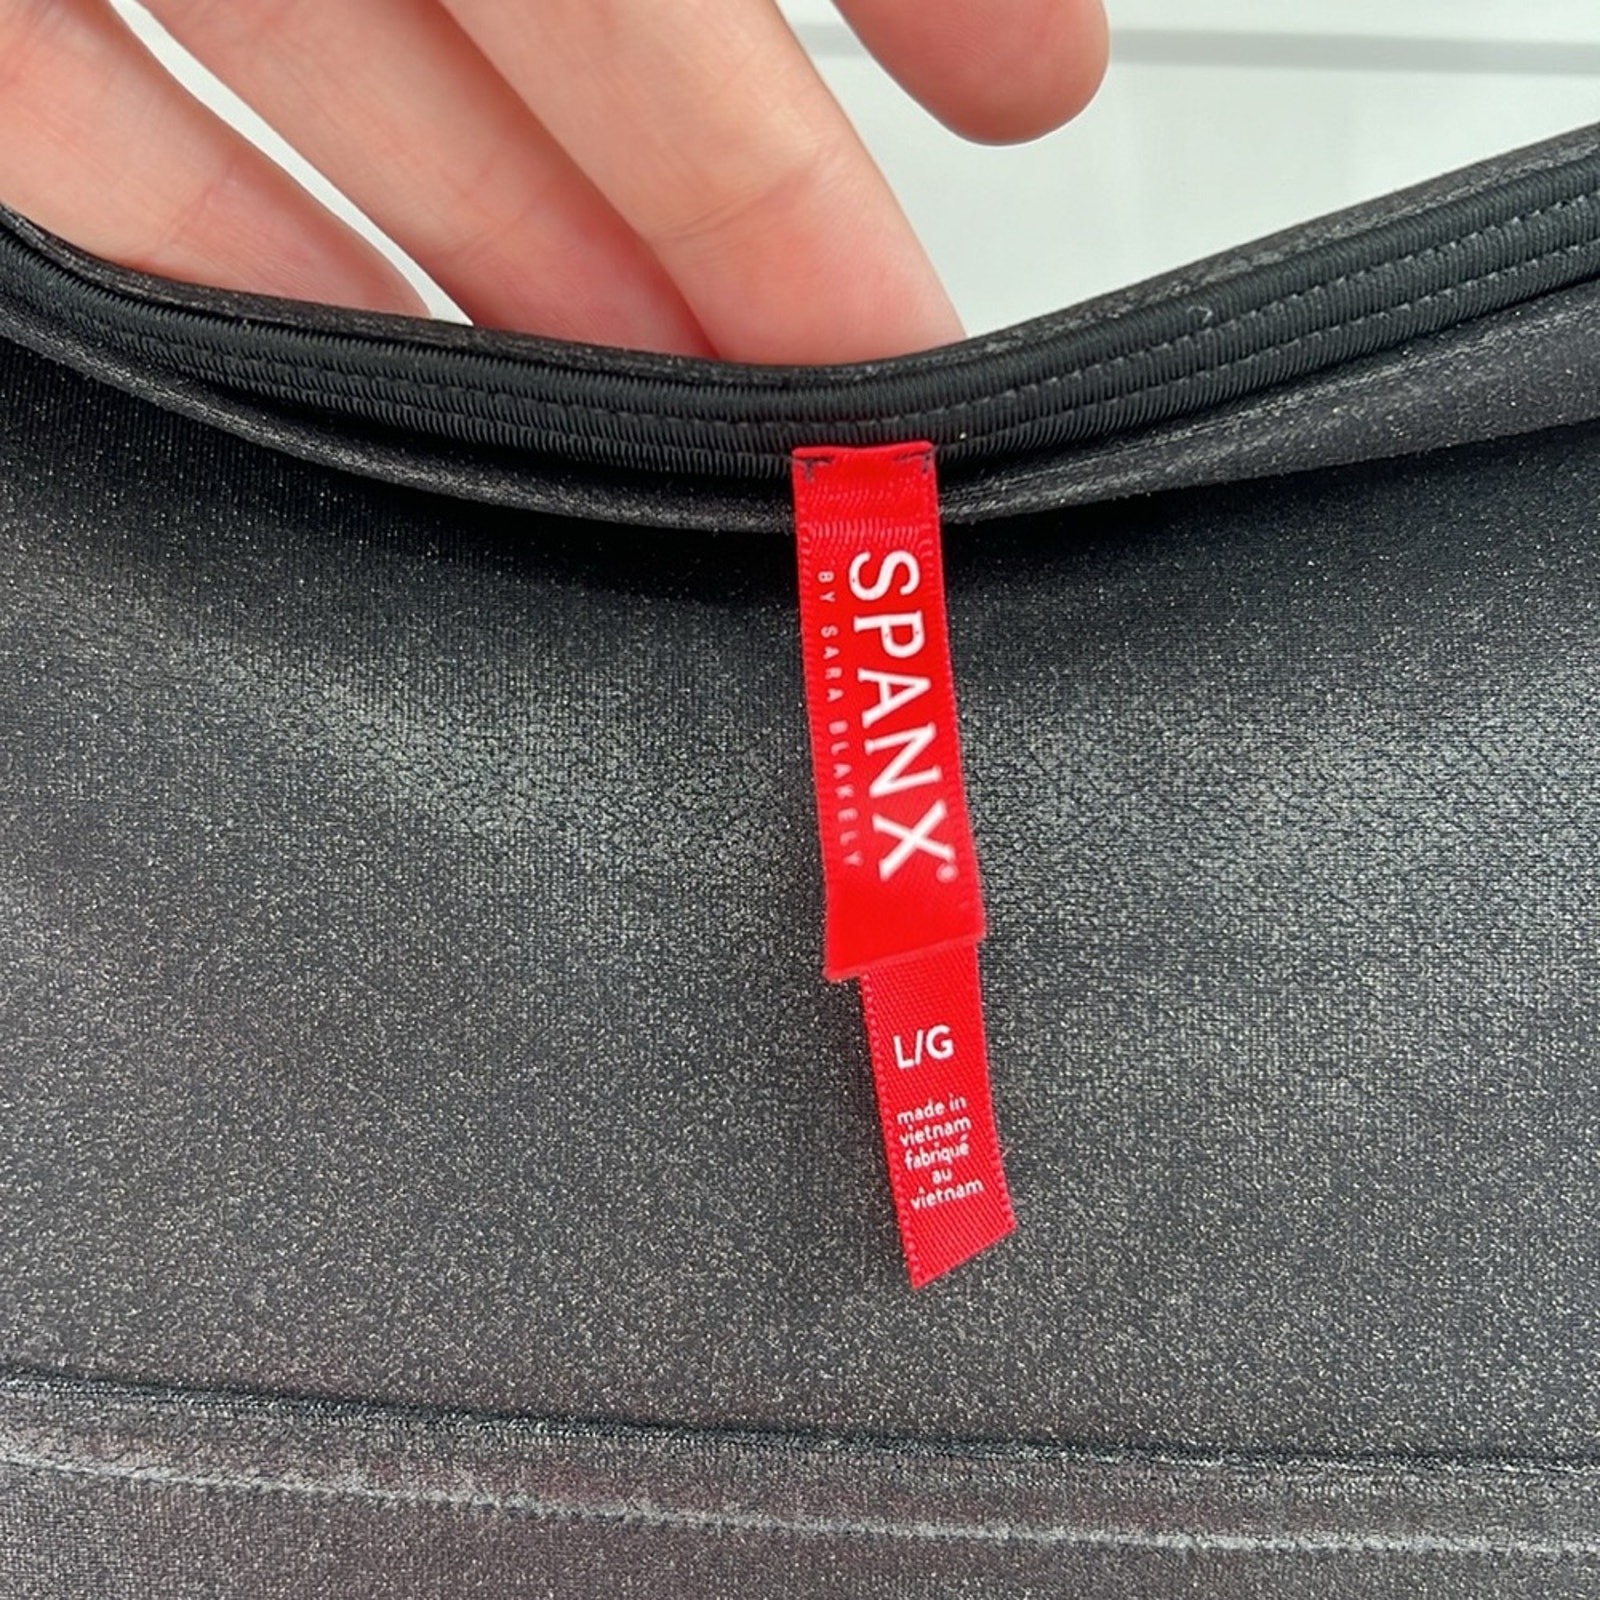 SPANX®
BY SARA BLAKELY
L/G
made in
vietnam
fabriqué
au
vietnam